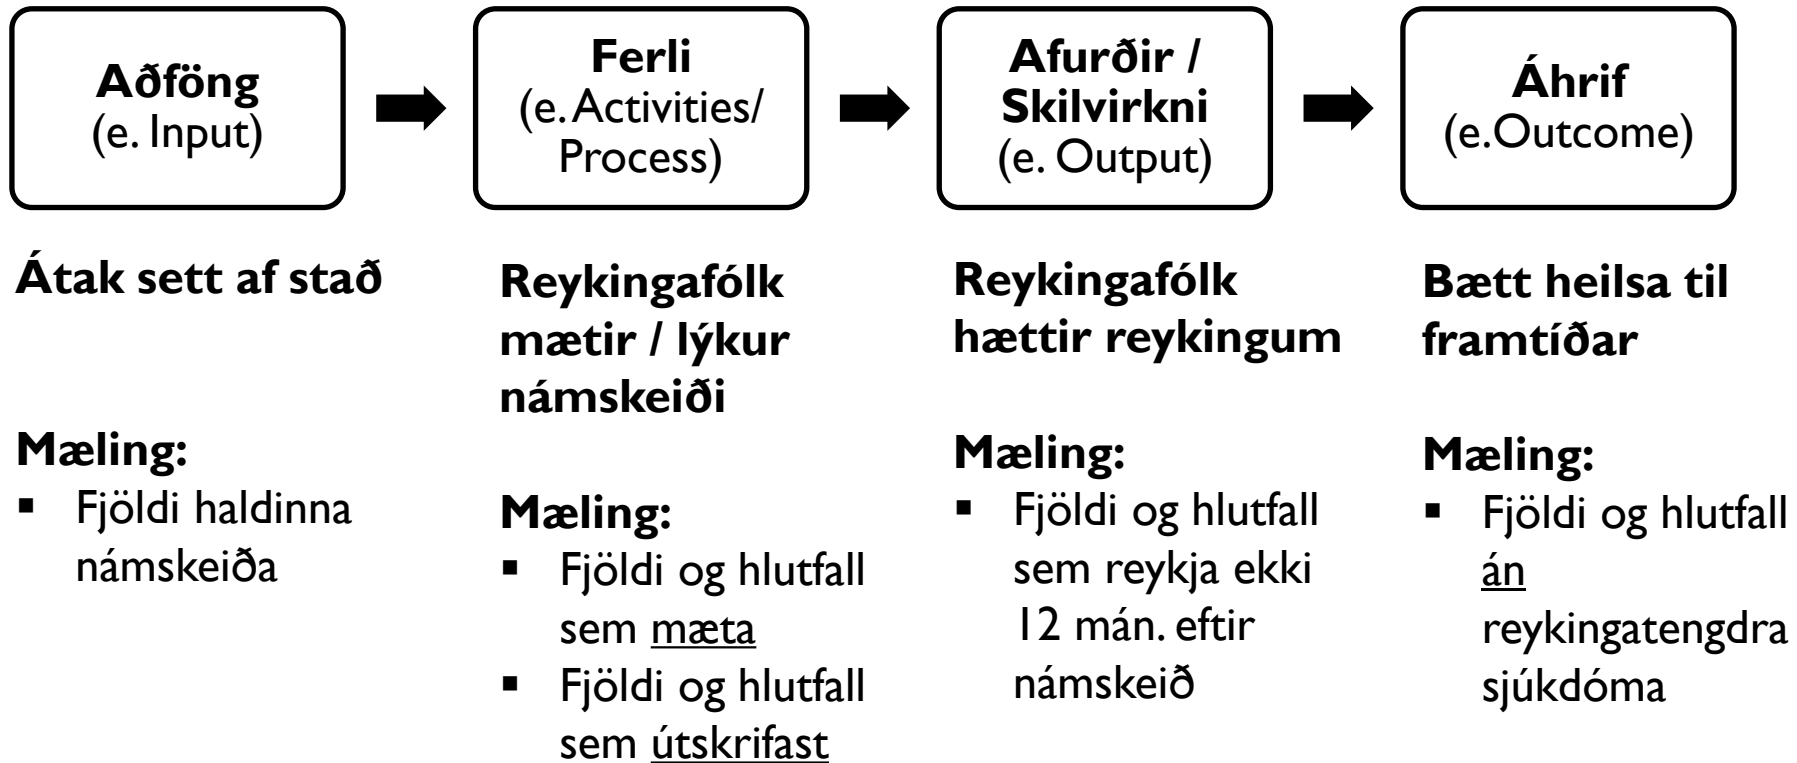 Aðföng
(e. Input)
Ferli
(e. Activities/
Process)
Afurðir /
Skilvirkni
(e. Output)
Áhrif
(e.Outcome)
Átak sett af stað
Mæling:
▪ Fjöldi haldinna
námskeiða
Reykingafólk
mætir / lýkur
námskeiði
Mæling:
▪ Fjöldi og hlutfall
sem mæta
▪ Fjöldi og hlutfall
sem útskrifast
Reykingafólk
hættir reykingum
Mæling:
▪ Fjöldi og hlutfall
sem reykja ekki
12 mán. eftir
námskeið
Bætt heilsa til
framtíðar
Mæling:
▪ Fjöldi og hlutfall
án
reykingatengdra
sjúkdóma